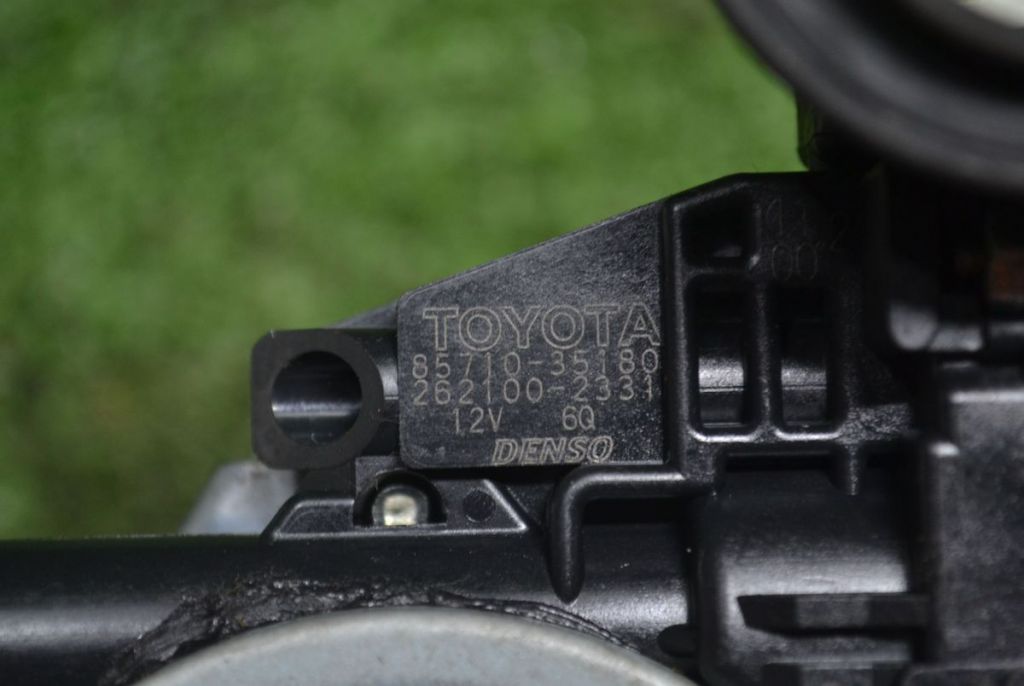 TOYOTA
85710-35180
262100-2331
12V 6Q
DENSO